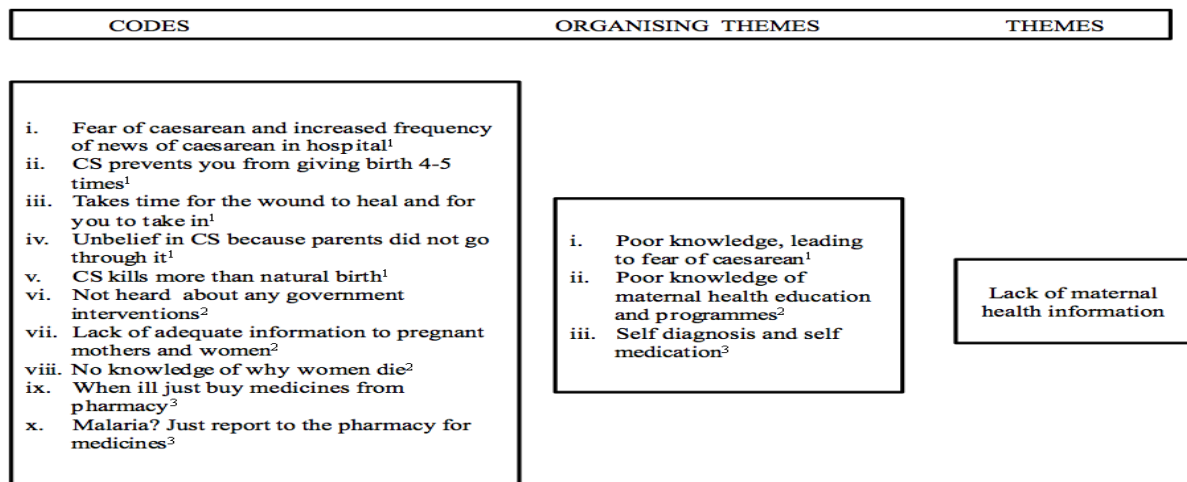 CODES ORGANISING THEMES THEMES
i. Fear of caesarean and increased frequency
of news of caesarean in hospital¹
ii. CS prevents you from giving birth 4-5
times¹
iii. Takes time for the wound to heal and for
you to take in¹
iv. Unbelief in CS because parents did not go
through it¹
v. CS kills more than natural birth¹
vi. Not heard about any government
interventions²
vii. Lack of adequate information to pregnant
mothers and women²
viii. No knowledge of why women die²
ix. When ill just buy medicines from
pharmacy³
x. Malaria? Just report to the pharmacy for
medicines³
i. Poor knowledge, leading
to fear of caesarean¹
ii. Poor knowledge of
maternal health education
and programmes²
iii. Self diagnosis and self
medication³
Lack of maternal
health information